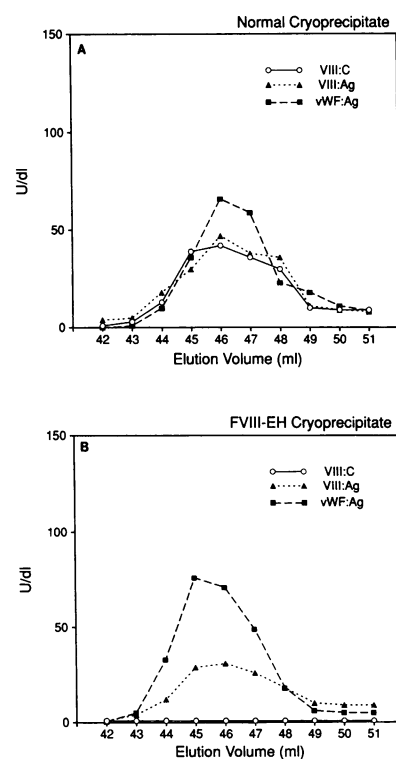 Normal Cryoprecipitate
150
A
VIII:C
VIII:Ag
vWF:Ag
100
U/dl
50
0
42 43 44 45 46 47 48 49 50 51
Elution Volume (ml)
FVIII-EH Cryoprecipitate
150
B
VIII:C
VIII:Ag
vWF:Ag
100
U/dl
50
0
42 43 44 45 46 47 48 49 50 51
Elution Volume (ml)